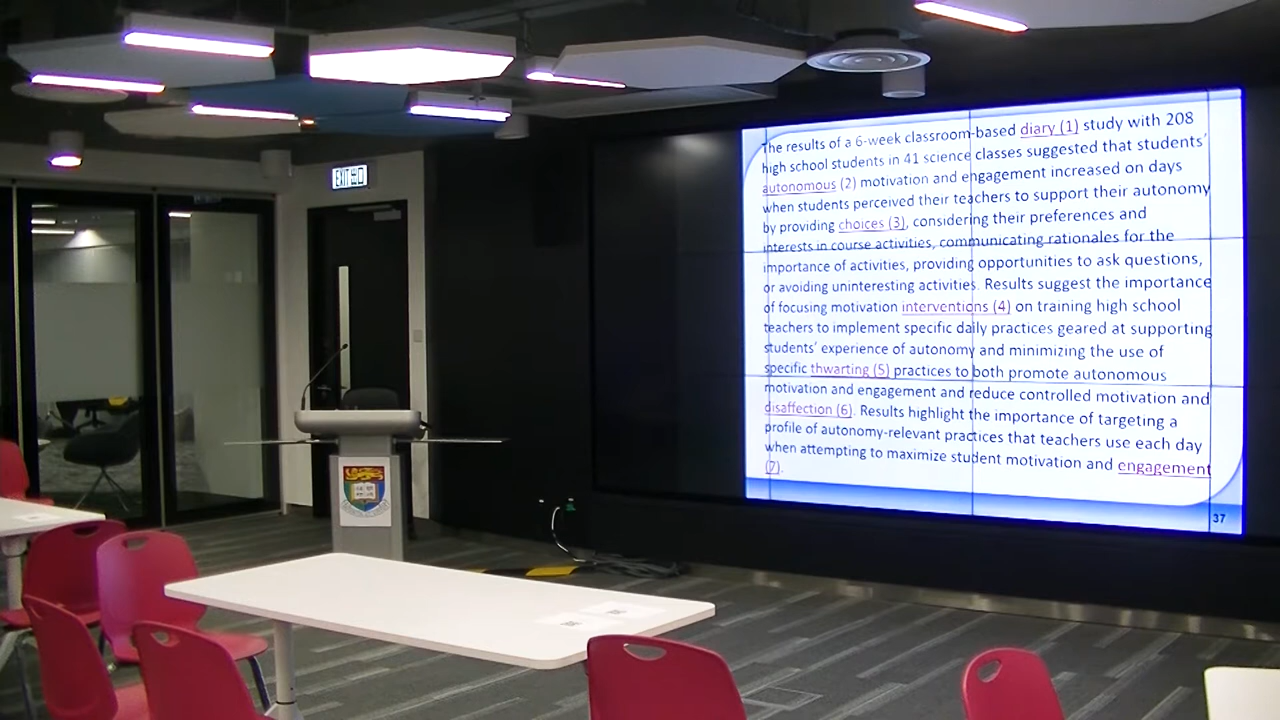 EXIT 出
The results of a 6-week classroom-based diary (1) study with 208
high school students in 41 science classes suggested that students'
autonomous (2) motivation and engagement increased on days
when students perceived their teachers to support their autonomy
by providing choices (3), considering their preferences and
interests in course activities, communicating rationales for the
importance of activities, providing opportunities to ask questions,
or avoiding uninteresting activities. Results suggest the importance
of focusing motivation interventions (4) on training high school
teachers to implement specific daily practices geared at supporting
students' experience of autonomy and minimizing the use of
specific thwarting (5) practices to both promote autonomous
motivation and engagement and reduce controlled motivation and
disaffection (6). Results highlight the importance of targeting a
profile of autonomy-relevant practices that teachers use each day
when attempting to maximize student motivation and engagement
(7).
37